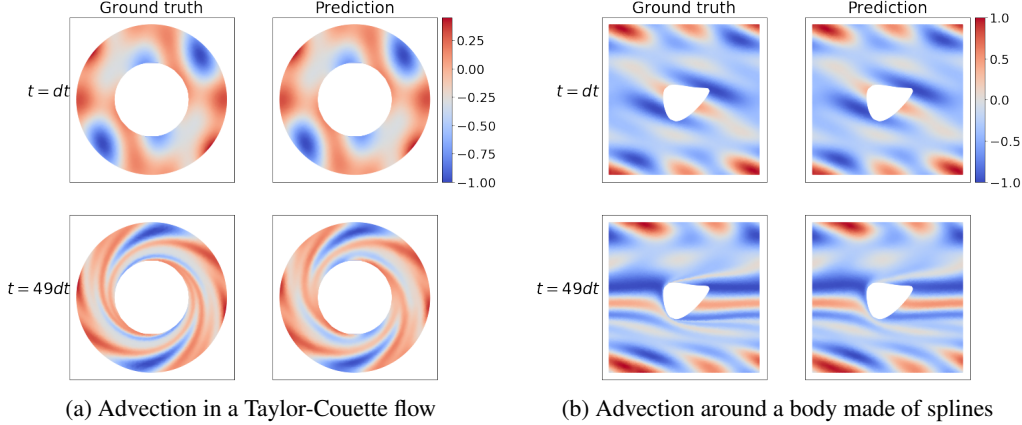 Ground truth
Prediction
Ground truth
Prediction
t = dt
0.25
0.00
−0.25
−0.50
−0.75
−1.00
t = dt
1.0
0.5
0.0
−0.5
−1.0
t = 49dt
t = 49dt
(a) Advection in a Taylor-Couette flow
(b) Advection around a body made of splines